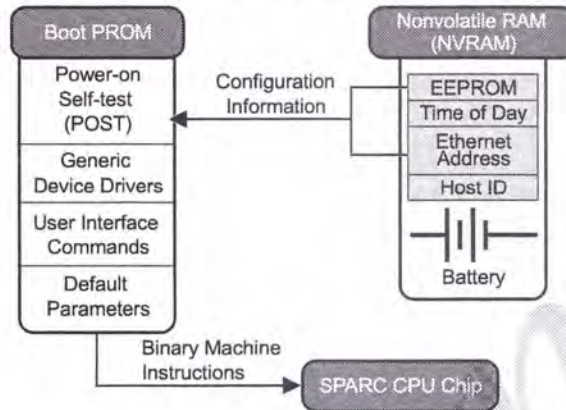 Boot PROM
Power-on
Self-test
(POST)
Generic
Device Drivers
User Interface
Commands
Default
Parameters
Configuration
Information
Nonvolatile RAM
(NVRAM)
EEPROM
Time of Day
Ethernet
Address
Host ID
Battery
Binary Machine
Instructions
SPARC CPU Chip